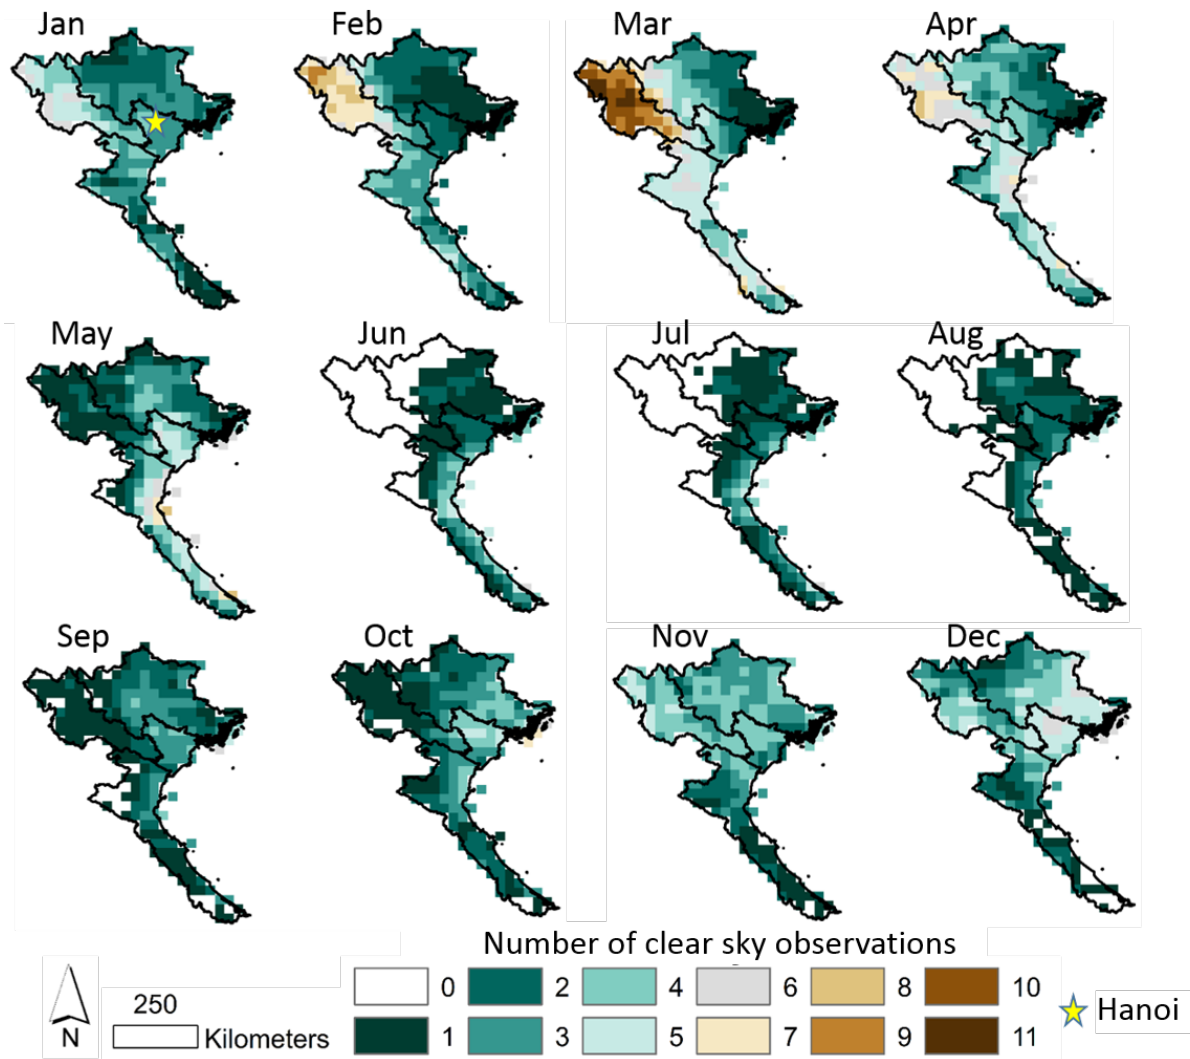 Jan
Feb
Mar
Apr
May
Jun
Jul
Aug
Sep
Oct
Nov
Dec
Number of clear sky observations
0 2 4 6 8 10
1 3 5 7 9 11
N
250
Kilometers
Hanoi